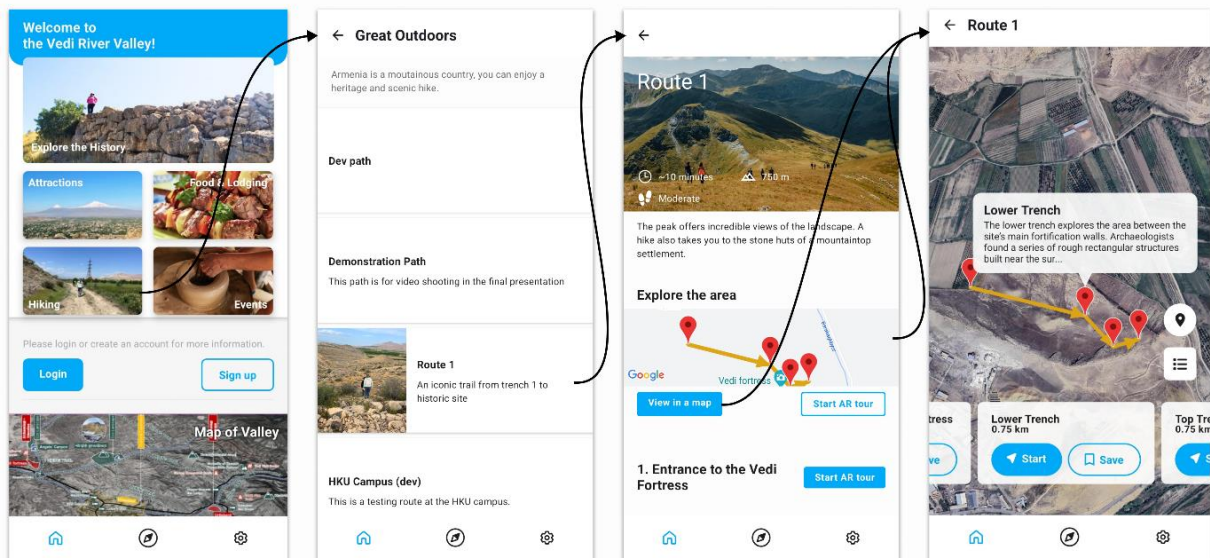 Welcome to
the Vedi River Valley!
Explore the History
Attractions
Food & Lodging
Hiking
Events
Please login or create an account for more information.
Login
Sign up
Map of Valley
Great Outdoors
Armenia is a moutainous country, you can enjoy a
heritage and scenic hike.
Dev path
Demonstration Path
This path is for video shooting in the final presentation
Route 1
An iconic trail from trench 1 to
historic site
HKU Campus (dev)
This is a testing route at the HKU campus.
Route 1
~10 minutes
750 m
Moderate
The peak offers incredible views of the landscape. A
hike also takes you to the stone huts of a mountaintop
settlement.
Explore the area
Google
Vedi fortress
View in a map
Start AR tour
1. Entrance to the Vedi
Fortress
Start AR tour
Route 1
Lower Trench
The lower trench explores the area between the
site's main fortification walls. Archaeologists
found a series of rough rectangular structures
built near the sur...
tress
ve
Lower Trench
0.75 km
Start
Save
Top Tre
0.75 km
S